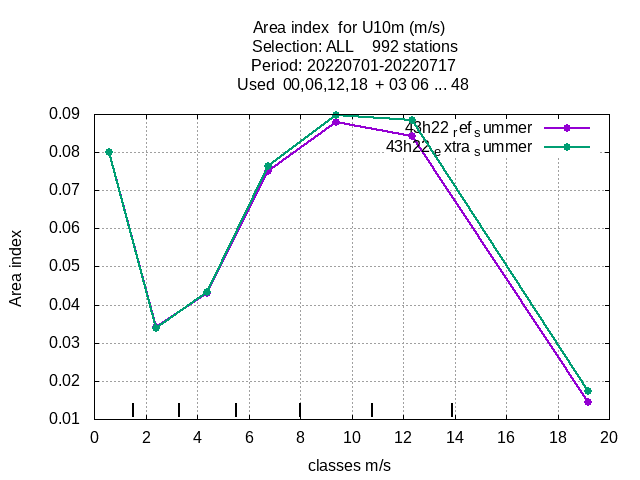 Area index for U10m (m/s)
Selection: ALL 992 stations
Period: 20220701-20220717
Used 00,06,12,18 + 03 06 ... 48
0.09
0.08
0.07
0.06
0.05
0.04
0.03
0.02
0.01
Area index
43h22refsummer
43h22extrasummer
0 2 4 6 8 10 12 14 16 18 20
classes m/s